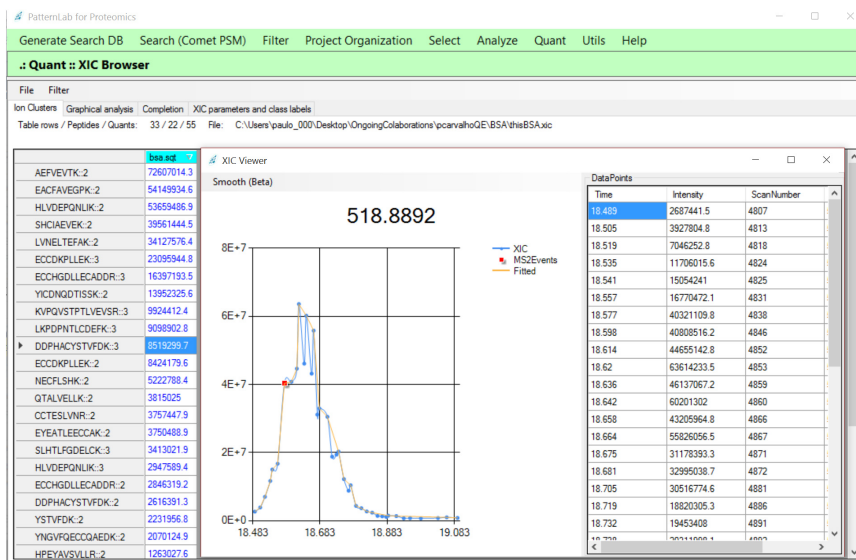 PatternLab for Proteomics
Generate Search DB Search (Comet PSM) Filter Project Organization Select Analyze Quant Utils Help
.: Quant :: XIC Browser
File Filter
Ion Clusters Graphical analysis Completion XIC parameters and class labels
Table rows / Peptides / Quants: 33 / 22 / 55 File: C:\Users\paulo_000\Desktop\OngoingColaborations\pcarvalhoQE\BSA\thisBSA.xic
bsa.sqt
AEFVEVTK::2 72607014.3
EACFAVEGPK::2 54149934.6
HLVDEPQNLIK::2 53659486.9
SHCIAEVEK::2 39561444.5
LVNELTEFAK::2 34127576.4
ECCDKPLLEK::3 23095944.8
ECCHGDLLECADDR::3 16397193.5
YICDNQDTISSK::2 13952325.6
KVPQVSTPTLVEVSR::3 9924412.4
LKPDPNTLCDEFK::3 9098902.8
DDPHACYSTVFDK::3 8519299.7
ECCDKPLLEK::2 8424179.6
NECFLSHK::2 5222788.4
QTALVELLK::2 3815025
CCTESLVNR::2 3757447.9
EYEATLEECCAK::2 3750488.9
SLHTLFGDELCK::3 3413021.9
HLVDEPQNLIK::3 2947589.4
ECCHGDLLECADDR::2 2846319.2
DDPHACYSTVFDK::2 2616391.3
YSTVFDK::2 2231956.8
YNGVFQECCQAEDK::2 2070124.9
HPEYAVSVLLR::2 1263027.6
XIC Viewer
Smooth (Beta)
518.8892
8E+7
6E+7
4E+7
2E+7
0E+0
18.483 18.683 18.883 19.083
XIC
MS2Events
Fitted
DataPoints
Time Intensity ScanNumber
18.489 2687441.5 4807
18.505 3927804.8 4813
18.519 7046252.8 4818
18.535 11706015.6 4824
18.541 15054241 4825
18.557 16770472.1 4831
18.577 40321109.8 4838
18.598 40808516.2 4846
18.614 44655142.8 4852
18.62 63614233.5 4853
18.636 46137067.2 4859
18.642 60201302 4860
18.658 43205964.8 4866
18.664 55826056.5 4867
18.675 31178393.3 4871
18.681 32995038.7 4872
18.705 30516774.6 4881
18.719 18820305.3 4886
18.732 19453408 4891